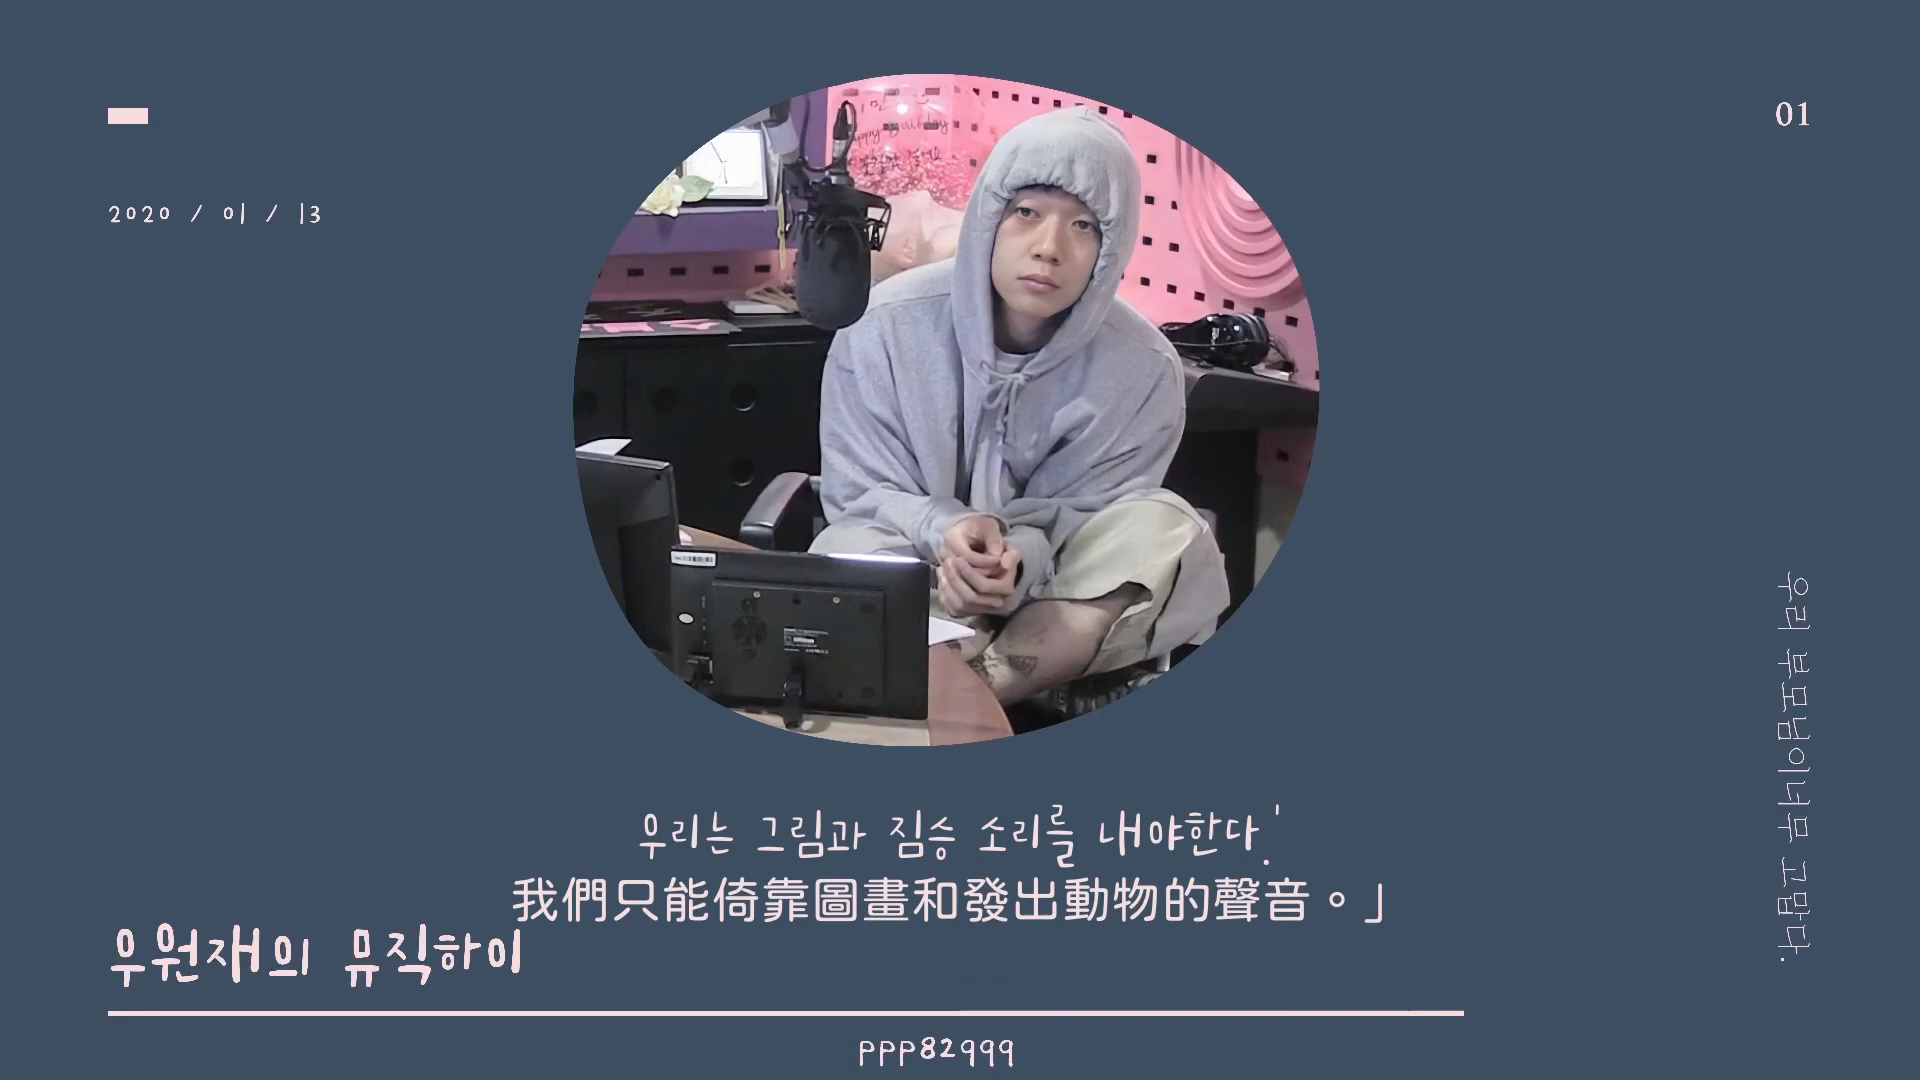 01
2020 / 01 / 13
Happy Birthday
우리 부모님이너무 고맙다.
우리는 그림과 짐승 소리를 내야한다.'
我們只能倚靠圖畫和發出動物的聲音。」
우원재의 뮤직하이
PPP82999